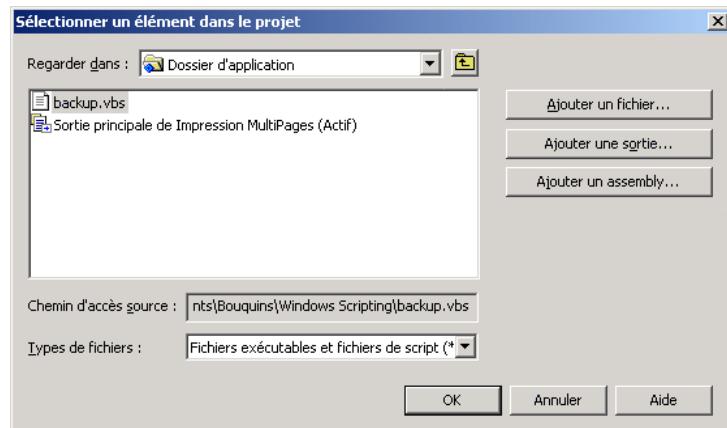 Sélectionner un élément dans le projet
Regarder dans : Dossier d'application
backup.vbs
Sortie principale de Impression MultiPages (Actif)
Ajouter un fichier...
Ajouter une sortie...
Ajouter un assembly...
Chemin d'accès source : nts\Bouquins\Windows Scripting\backup.vbs
Types de fichiers : Fichiers exécutables et fichiers de script (*
OK Annuler Aide